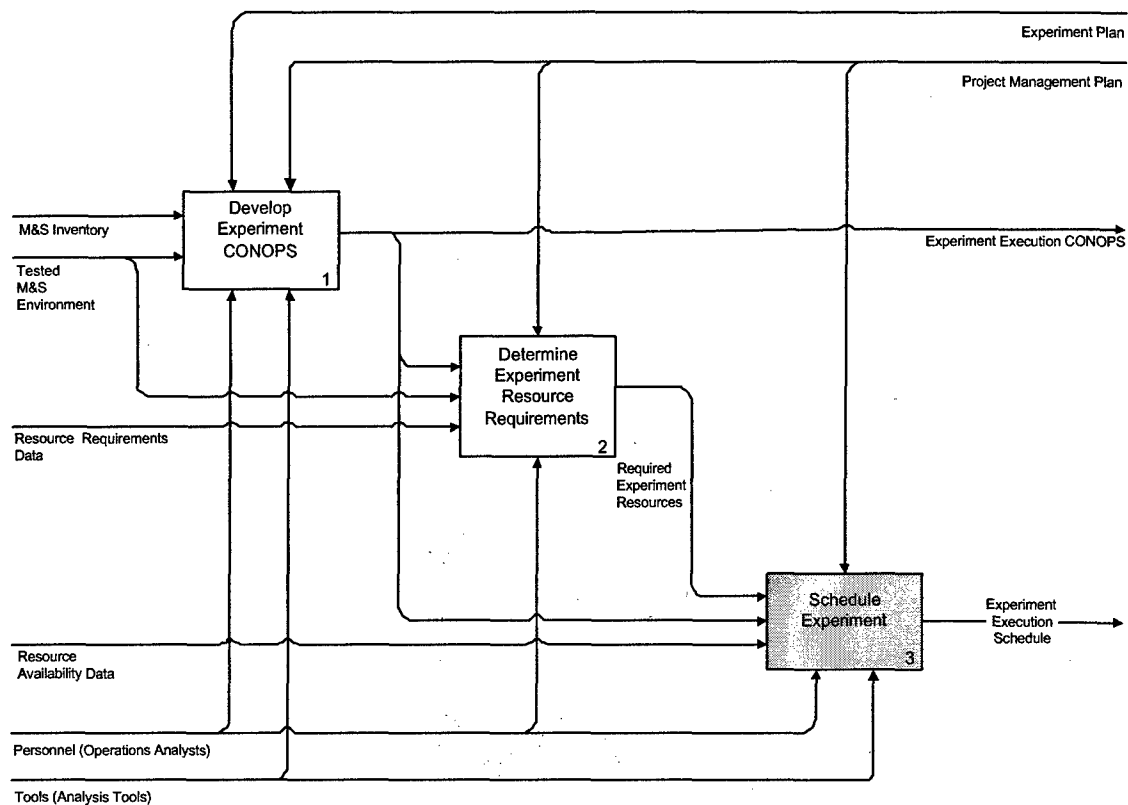 Experiment Plan
Project Management Plan
Develop
Experiment
CONOPS
1
M&S Inventory
Experiment Execution CONOPS
Tested
M&S
Environment
Determine
Experiment
Resource
Requirements
2
Resource Requirements
Data
Required
Experiment
Resources
Schedule
Experiment
3
Experiment
Execution
Schedule
Resource
Availability Data
Personnel (Operations Analysts)
Tools (Analysis Tools)